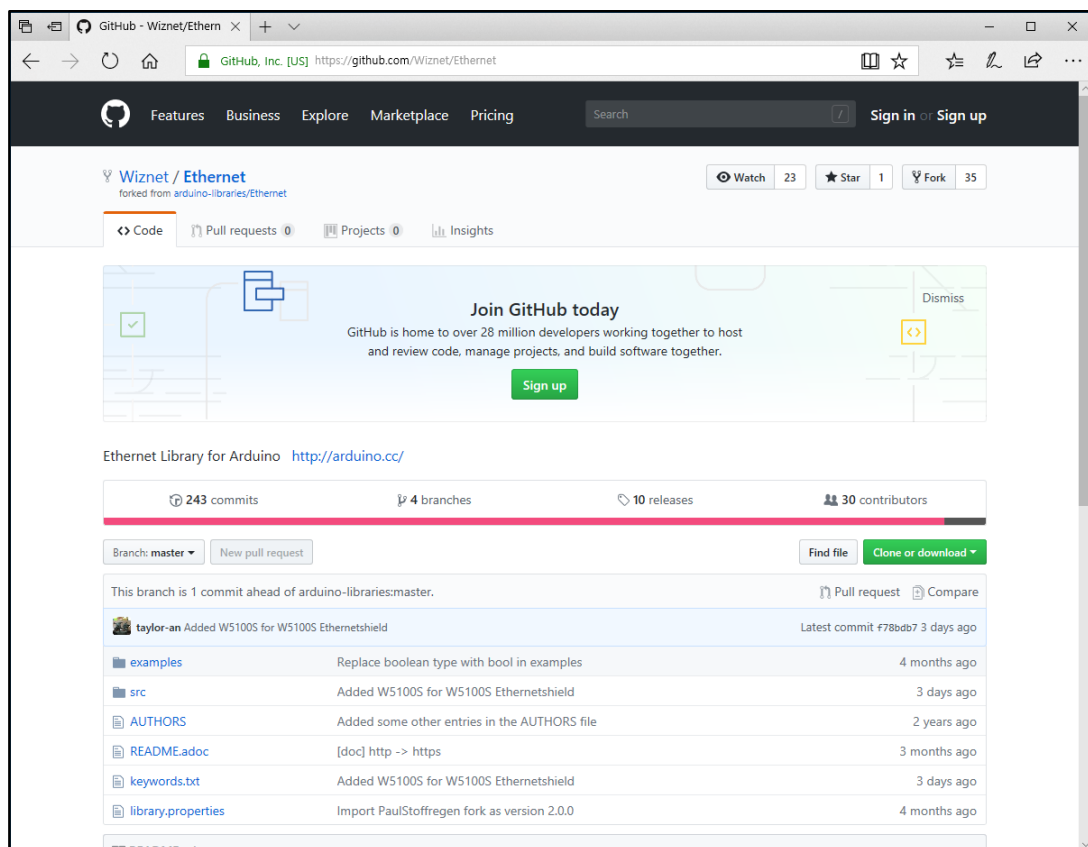 GitHub - Wiznet/Ethern
GitHub, Inc. [US] https://github.com/Wiznet/Ethernet
Features Business Explore Marketplace Pricing Search / Sign in or Sign up
Wiznet / Ethernet Watch 23 Star 1 Fork 35
forked from arduino-libraries/Ethernet
<> Code Pull requests 0 Projects 0 Insights
Dismiss
Join GitHub today
GitHub is home to over 28 million developers working together to host
and review code, manage projects, and build software together.
Sign up
Ethernet Library for Arduino http://arduino.cc/
243 commits 4 branches 10 releases 30 contributors
Branch: master New pull request Find file Clone or download
This branch is 1 commit ahead of arduino-libraries:master. Pull request Compare
taylor-an Added W5100S for W5100S Ethernetshield Latest commit f78bdb7 3 days ago
examples Replace boolean type with bool in examples 4 months ago
src Added W5100S for W5100S Ethernetshield 3 days ago
AUTHORS Added some other entries in the AUTHORS file 2 years ago
README.adoc [doc] http -> https 3 months ago
keywords.txt Added W5100S for W5100S Ethernetshield 3 days ago
library.properties Import PaulStoffregen fork as version 2.0.0 4 months ago